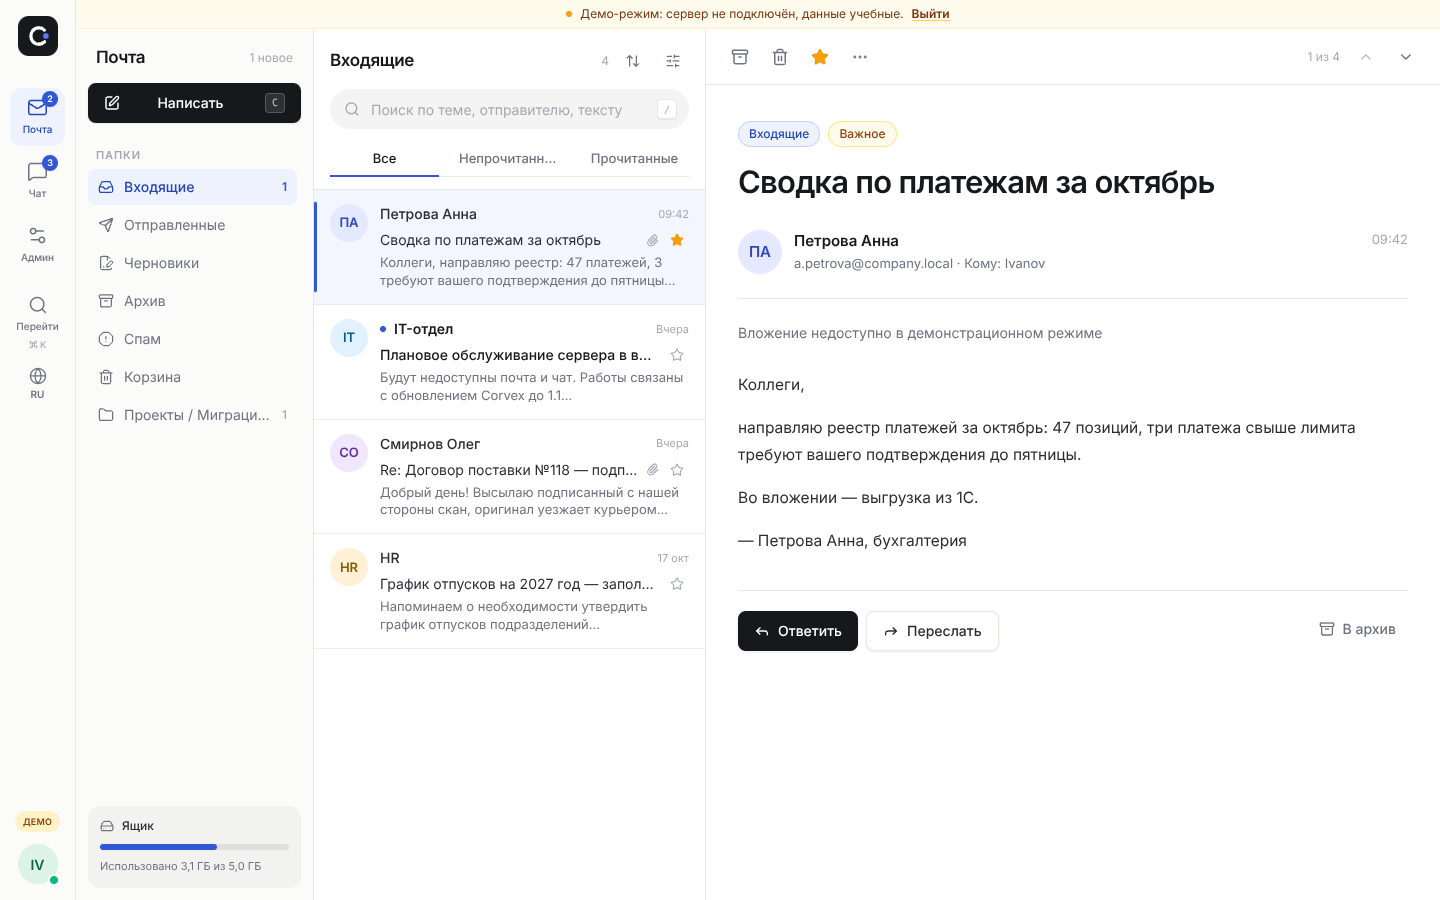 Демо-режим: сервер не подключён, данные учебные. Выйти
2
Почта
3
Чат
Админ
Перейти
⌘ K
RU
ДЕМО
IV
Почта
1 новое
Написать
C
ПАПКИ
Входящие
1
Отправленные
Черновики
Архив
Спам
Корзина
Проекты / Миграци...
1
Ящик
Использовано 3,1 ГБ из 5,0 ГБ
Входящие
4
Поиск по теме, отправителю, тексту
/
Все
Непрочитанн...
Прочитанные
ПА
Петрова Анна
09:42
Сводка по платежам за октябрь
Коллеги, направляю реестр: 47 платежей, 3
требуют вашего подтверждения до пятницы...
IT
IT-отдел
Вчера
Плановое обслуживание сервера в в...
Будут недоступны почта и чат. Работы связаны
с обновлением Corvex до 1.1...
СО
Смирнов Олег
Вчера
Re: Договор поставки №118 — подп...
Добрый день! Высылаю подписанный с нашей
стороны скан, оригинал уезжает курьером...
HR
HR
17 окт
График отпусков на 2027 год — запол...
Напоминаем о необходимости утвердить
график отпусков подразделений...
1 из 4
Входящие
Важное
Сводка по платежам за октябрь
ПА
Петрова Анна
09:42
a.petrova@company.local · Кому: Ivanov
Вложение недоступно в демонстрационном режиме
Коллеги,
направляю реестр платежей за октябрь: 47 позиций, три платежа свыше лимита
требуют вашего подтверждения до пятницы.
Во вложении — выгрузка из 1С.
— Петрова Анна, бухгалтерия
Ответить
Переслать
В архив